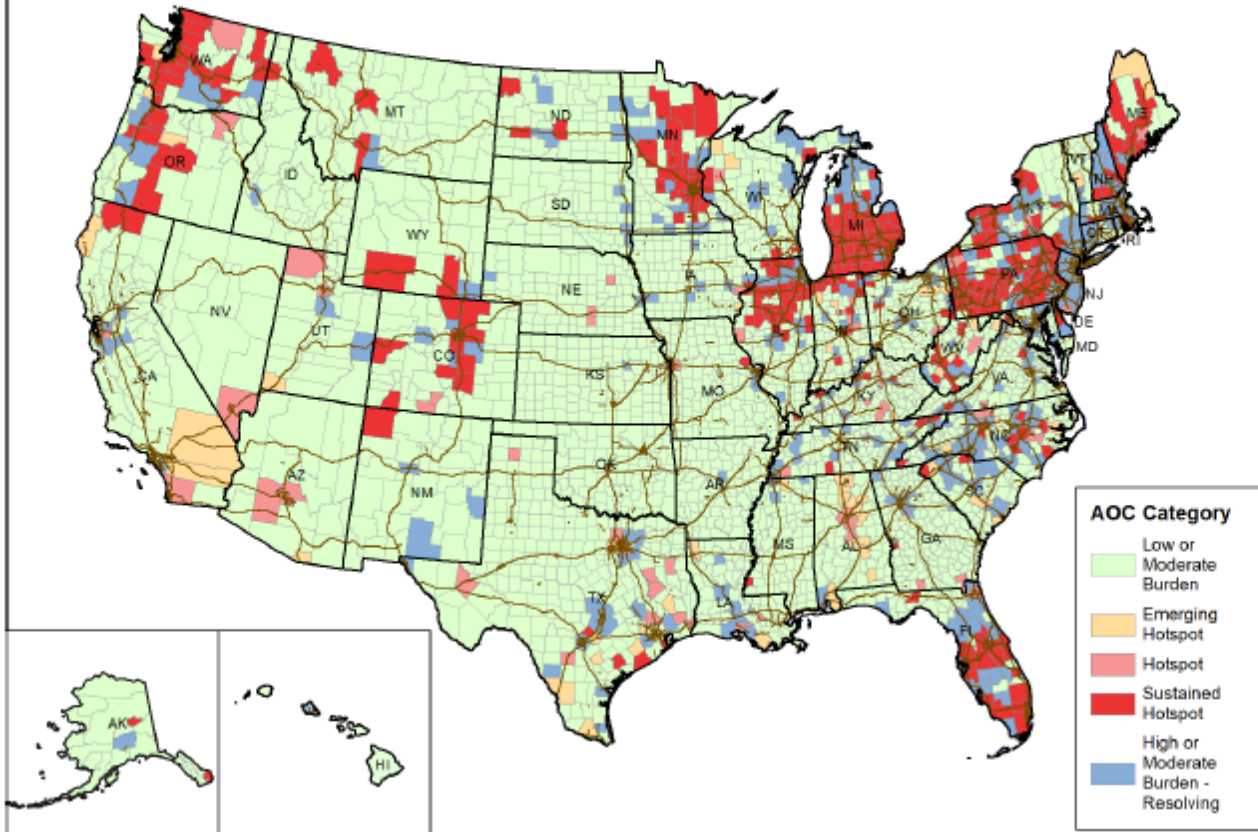 WA
MT
ND
MN
ME
VT
NH
OR
ID
SD
WI
MI
NY
WY
IA
PA
RI
NJ
NE
NV
UT
CO
IN
OH
DE
MD
WV
VA
CA
KS
MO
KY
NC
TN
OK
AR
AZ
NM
SC
MS
AL
GA
TX
LA
FL
AK
HI
AOC Category
Low or
Moderate
Burden
Emerging
Hotspot
Hotspot
Sustained
Hotspot
High or
Moderate
Burden -
Resolving